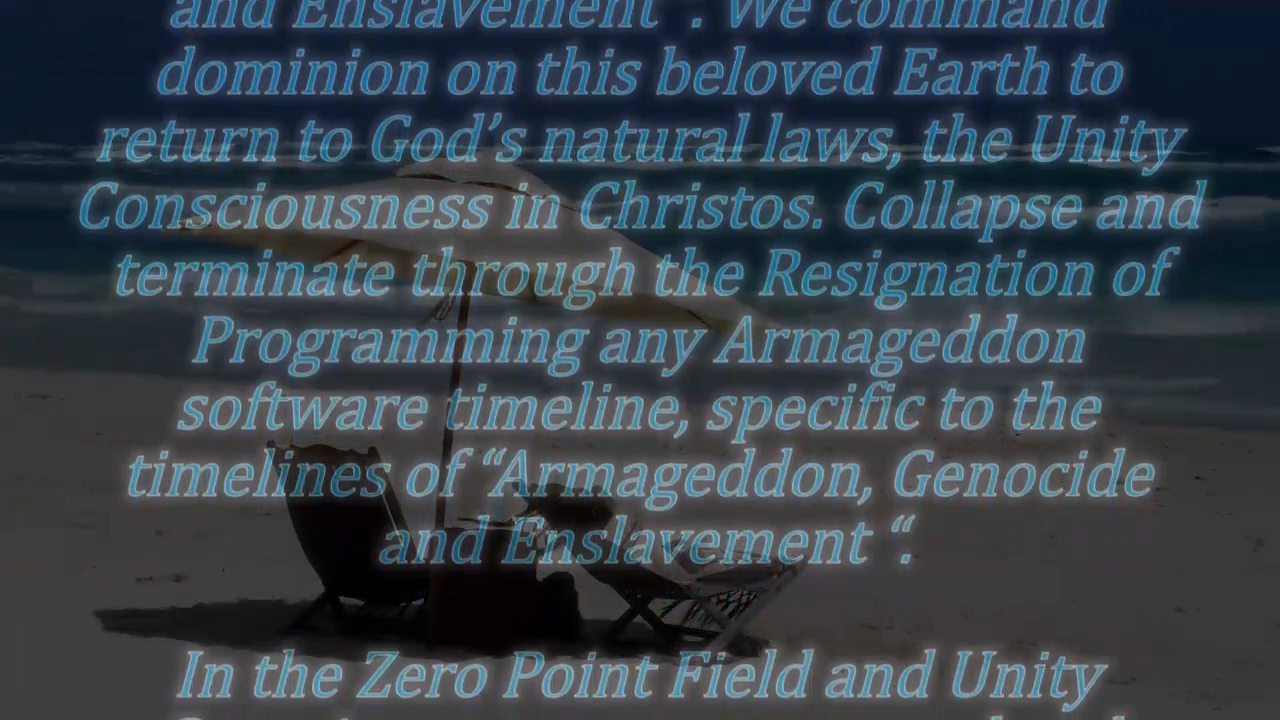 and Enslavement”. We command
dominion on this beloved Earth to
return to God’s natural laws, the Unity
Consciousness in Christos. Collapse and
terminate through the Resignation of
Programming any Armageddon
software timeline, specific to the
timelines of “Armageddon, Genocide
and Enslavement “.
In the Zero Point Field and Unity